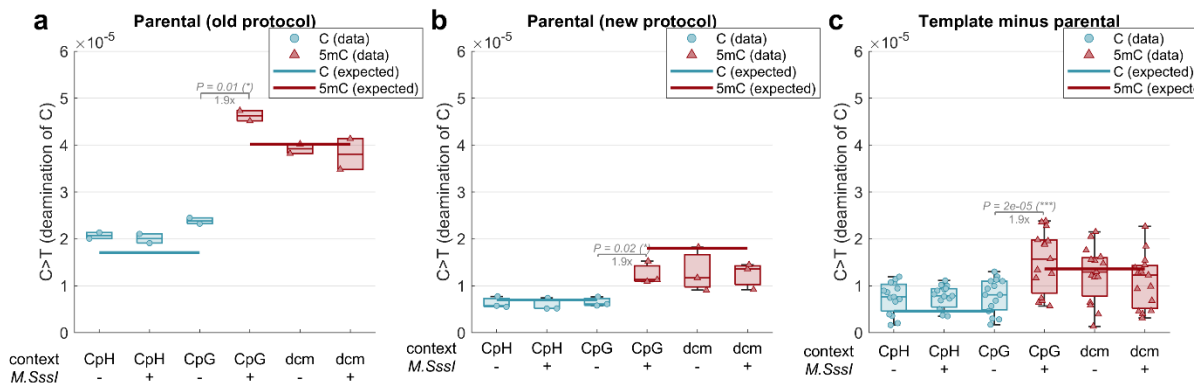 a
Parental (old protocol)
×10⁻⁵
6
5
4
3
2
1
0
C>T (deamination of C)
C (data)
5mC (data)
C (expected)
5mC (expected)
P = 0.01 (*)
1.9x
context CpH CpH CpG CpG dcm dcm
M.SssI - + - + - +
b
Parental (new protocol)
×10⁻⁵
6
5
4
3
2
1
0
C>T (deamination of C)
C (data)
5mC (data)
C (expected)
5mC (expected)
P = 0.02 (*)
1.9x
CpH CpH CpG CpG dcm dcm
- + - + - +
c
Template minus parental
×10⁻⁵
6
5
4
3
2
1
0
C>T (deamination of C)
C (data)
5mC (data)
C (expected)
5mC (expecte
P = 2e-05 (***)
1.9x
CpH CpH CpG CpG dcm dcm
- + - + - +